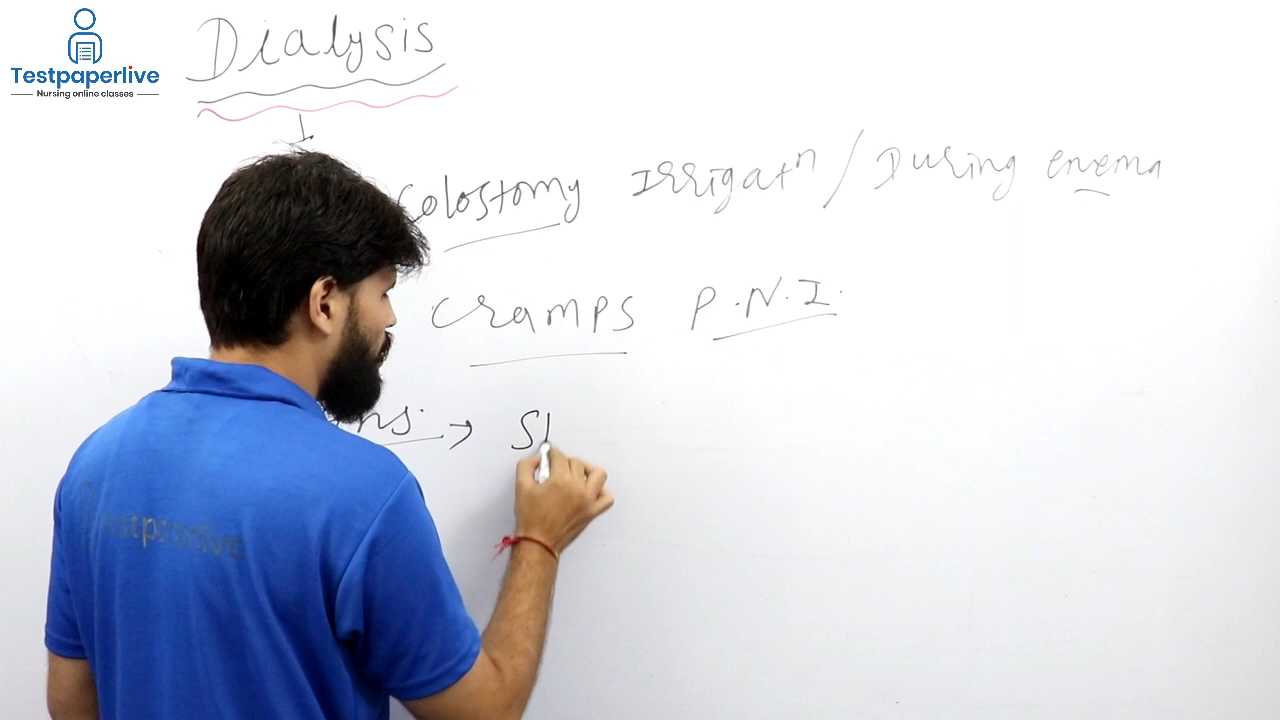 Testpaperlive
Nursing online classes
Dialysis
Colostomy Irrigatn / During enema
cramps P.N.I.
→